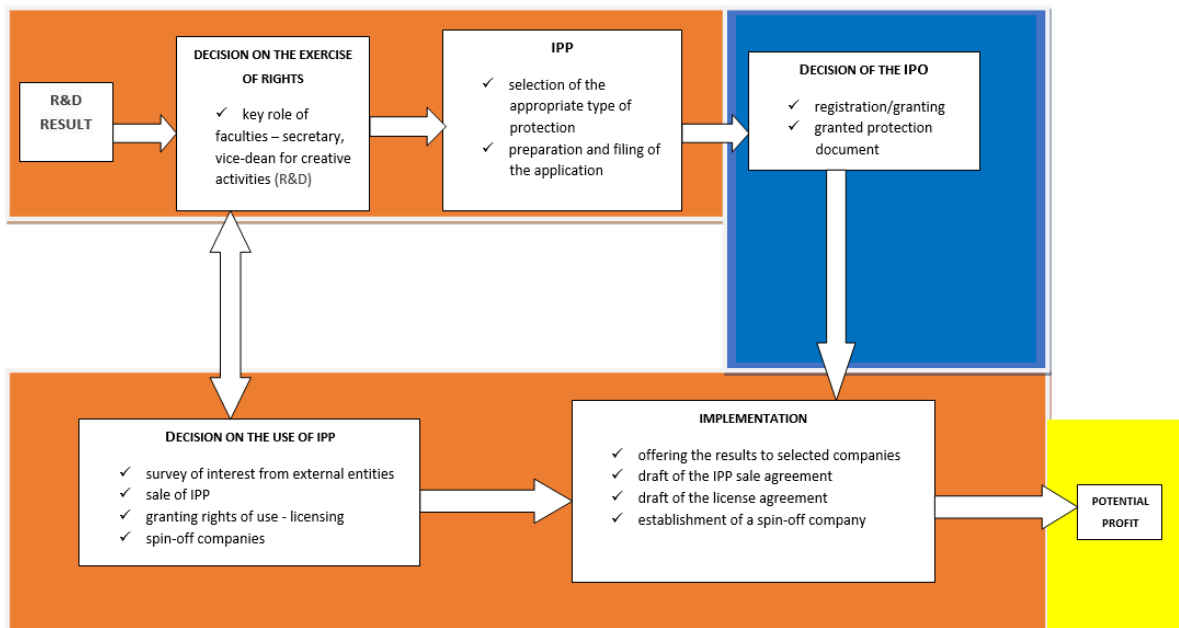 R&D
RESULT
DECISION ON THE EXERCISE
OF RIGHTS
✓ key role of
faculties – secretary,
vice-dean for creative
activities (R&D)
IPP
✓ selection of the
appropriate type of
protection
✓ preparation and filing of
the application
DECISION OF THE IPO
✓ registration/granting
✓ granted protection
document
DECISION ON THE USE OF IPP
✓ survey of interest from external entities
✓ sale of IPP
✓ granting rights of use - licensing
✓ spin-off companies
IMPLEMENTATION
✓ offering the results to selected companies
✓ draft of the IPP sale agreement
✓ draft of the license agreement
✓ establishment of a spin-off company
POTENTIAL
PROFIT